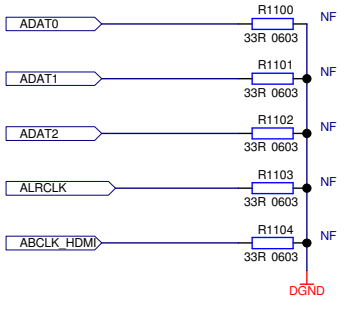 R1100
NF
ADAT0
33R 0603
R1101
NF
ADAT1
33R 0603
R1102
NF
ADAT2
33R 0603
R1103
NF
ALRCLK
33R 0603
R1104
NF
ABCLK_HDMI
33R 0603
DGND